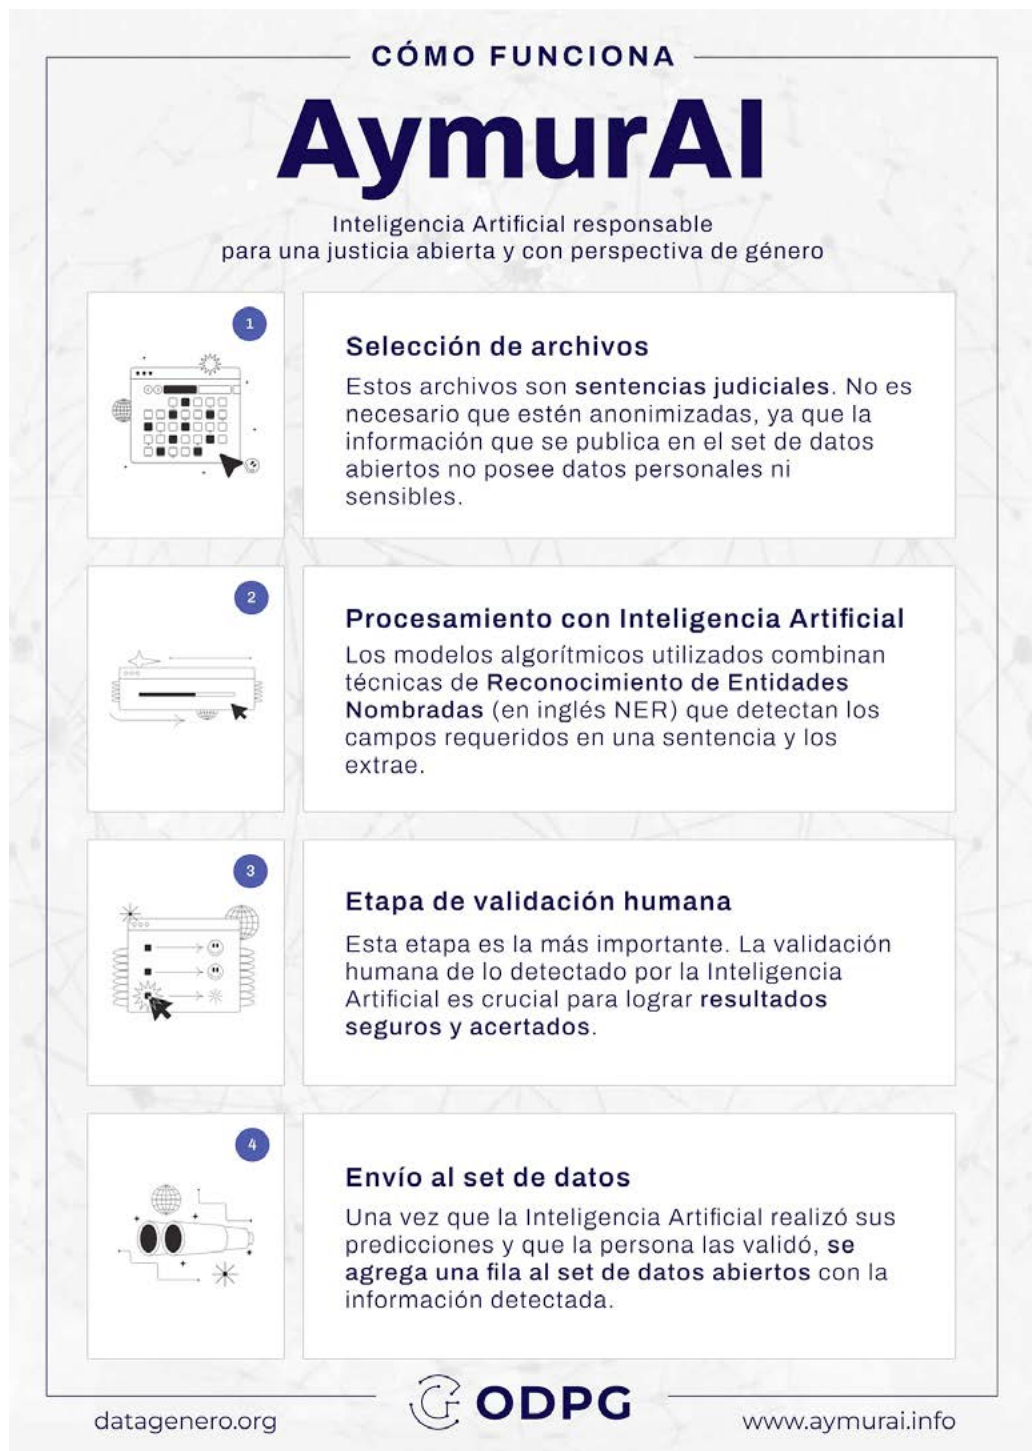 CÓMO FUNCIONA
AymurAI
Inteligencia Artificial responsable
para una justicia abierta y con perspectiva de género
1
Selección de archivos
Estos archivos son sentencias judiciales. No es
necesario que estén anonimizadas, ya que la
información que se publica en el set de datos
abiertos no posee datos personales ni
sensibles.
2
Procesamiento con Inteligencia Artificial
Los modelos algorítmicos utilizados combinan
técnicas de Reconocimiento de Entidades
Nombradas (en inglés NER) que detectan los
campos requeridos en una sentencia y los
extrae.
3
Etapa de validación humana
Esta etapa es la más importante. La validación
humana de lo detectado por la Inteligencia
Artificial es crucial para lograr resultados
seguros y acertados.
4
Envío al set de datos
Una vez que la Inteligencia Artificial realizó sus
predicciones y que la persona las validó, se
agrega una fila al set de datos abiertos con la
información detectada.
ODPG
datagenero.org
www.aymurai.info